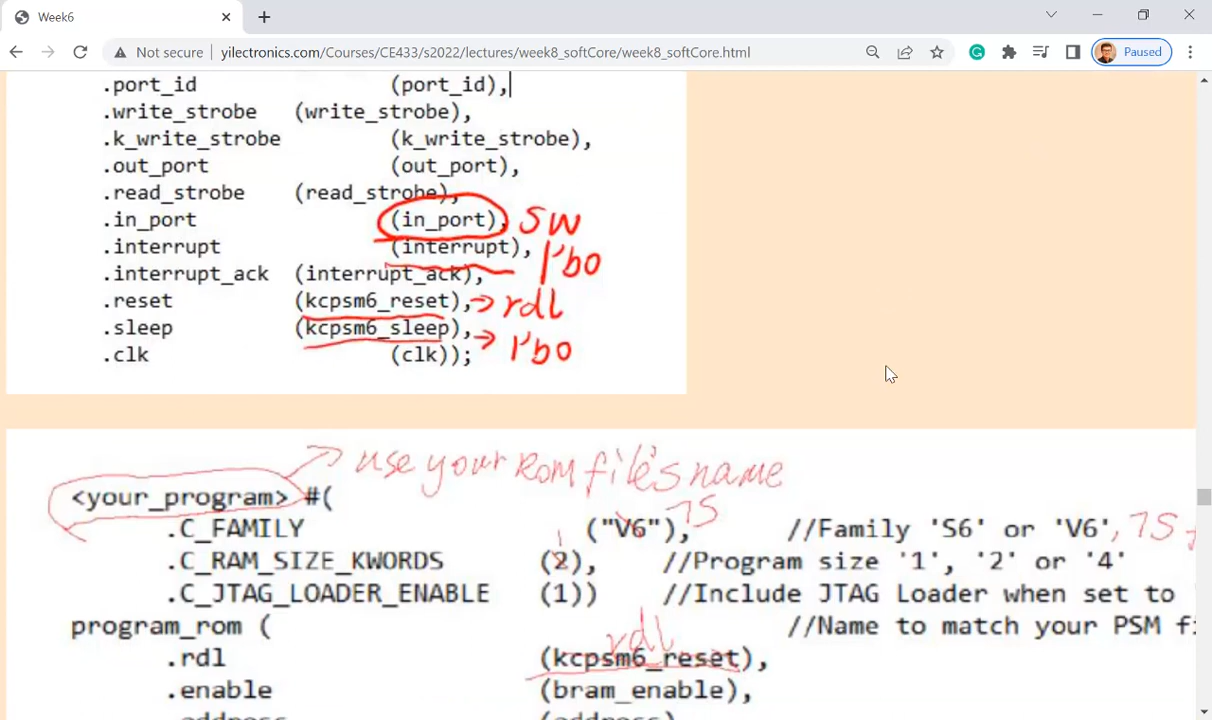 Week6
Not secure yilectronics.com/Courses/CE433/s2022/lectures/week8_softCore/week8_softCore.html Paused
.port_id (port_id),
.write_strobe (write_strobe),
.k_write_strobe (k_write_strobe),
.out_port (out_port),
.read_strobe (read_strobe),
.in_port (in_port), SW
.interrupt (interrupt), 1'b0
.interrupt_ack (interrupt_ack),
.reset (kcpsm6_reset), → rdl
.sleep (kcpsm6_sleep), → 1'b0
.clk (clk));
use your ROM file's name
<your_program> #(
.C_FAMILY ("V6"), 7S //Family 'S6' or 'V6', 7S
.C_RAM_SIZE_KWORDS (2), 1 //Program size '1', '2' or '4'
.C_JTAG_LOADER_ENABLE (1)) //Include JTAG Loader when set to
program_rom ( //Name to match your PSM
rdl
.rdl (kcpsm6_reset),
.enable (bram_enable),